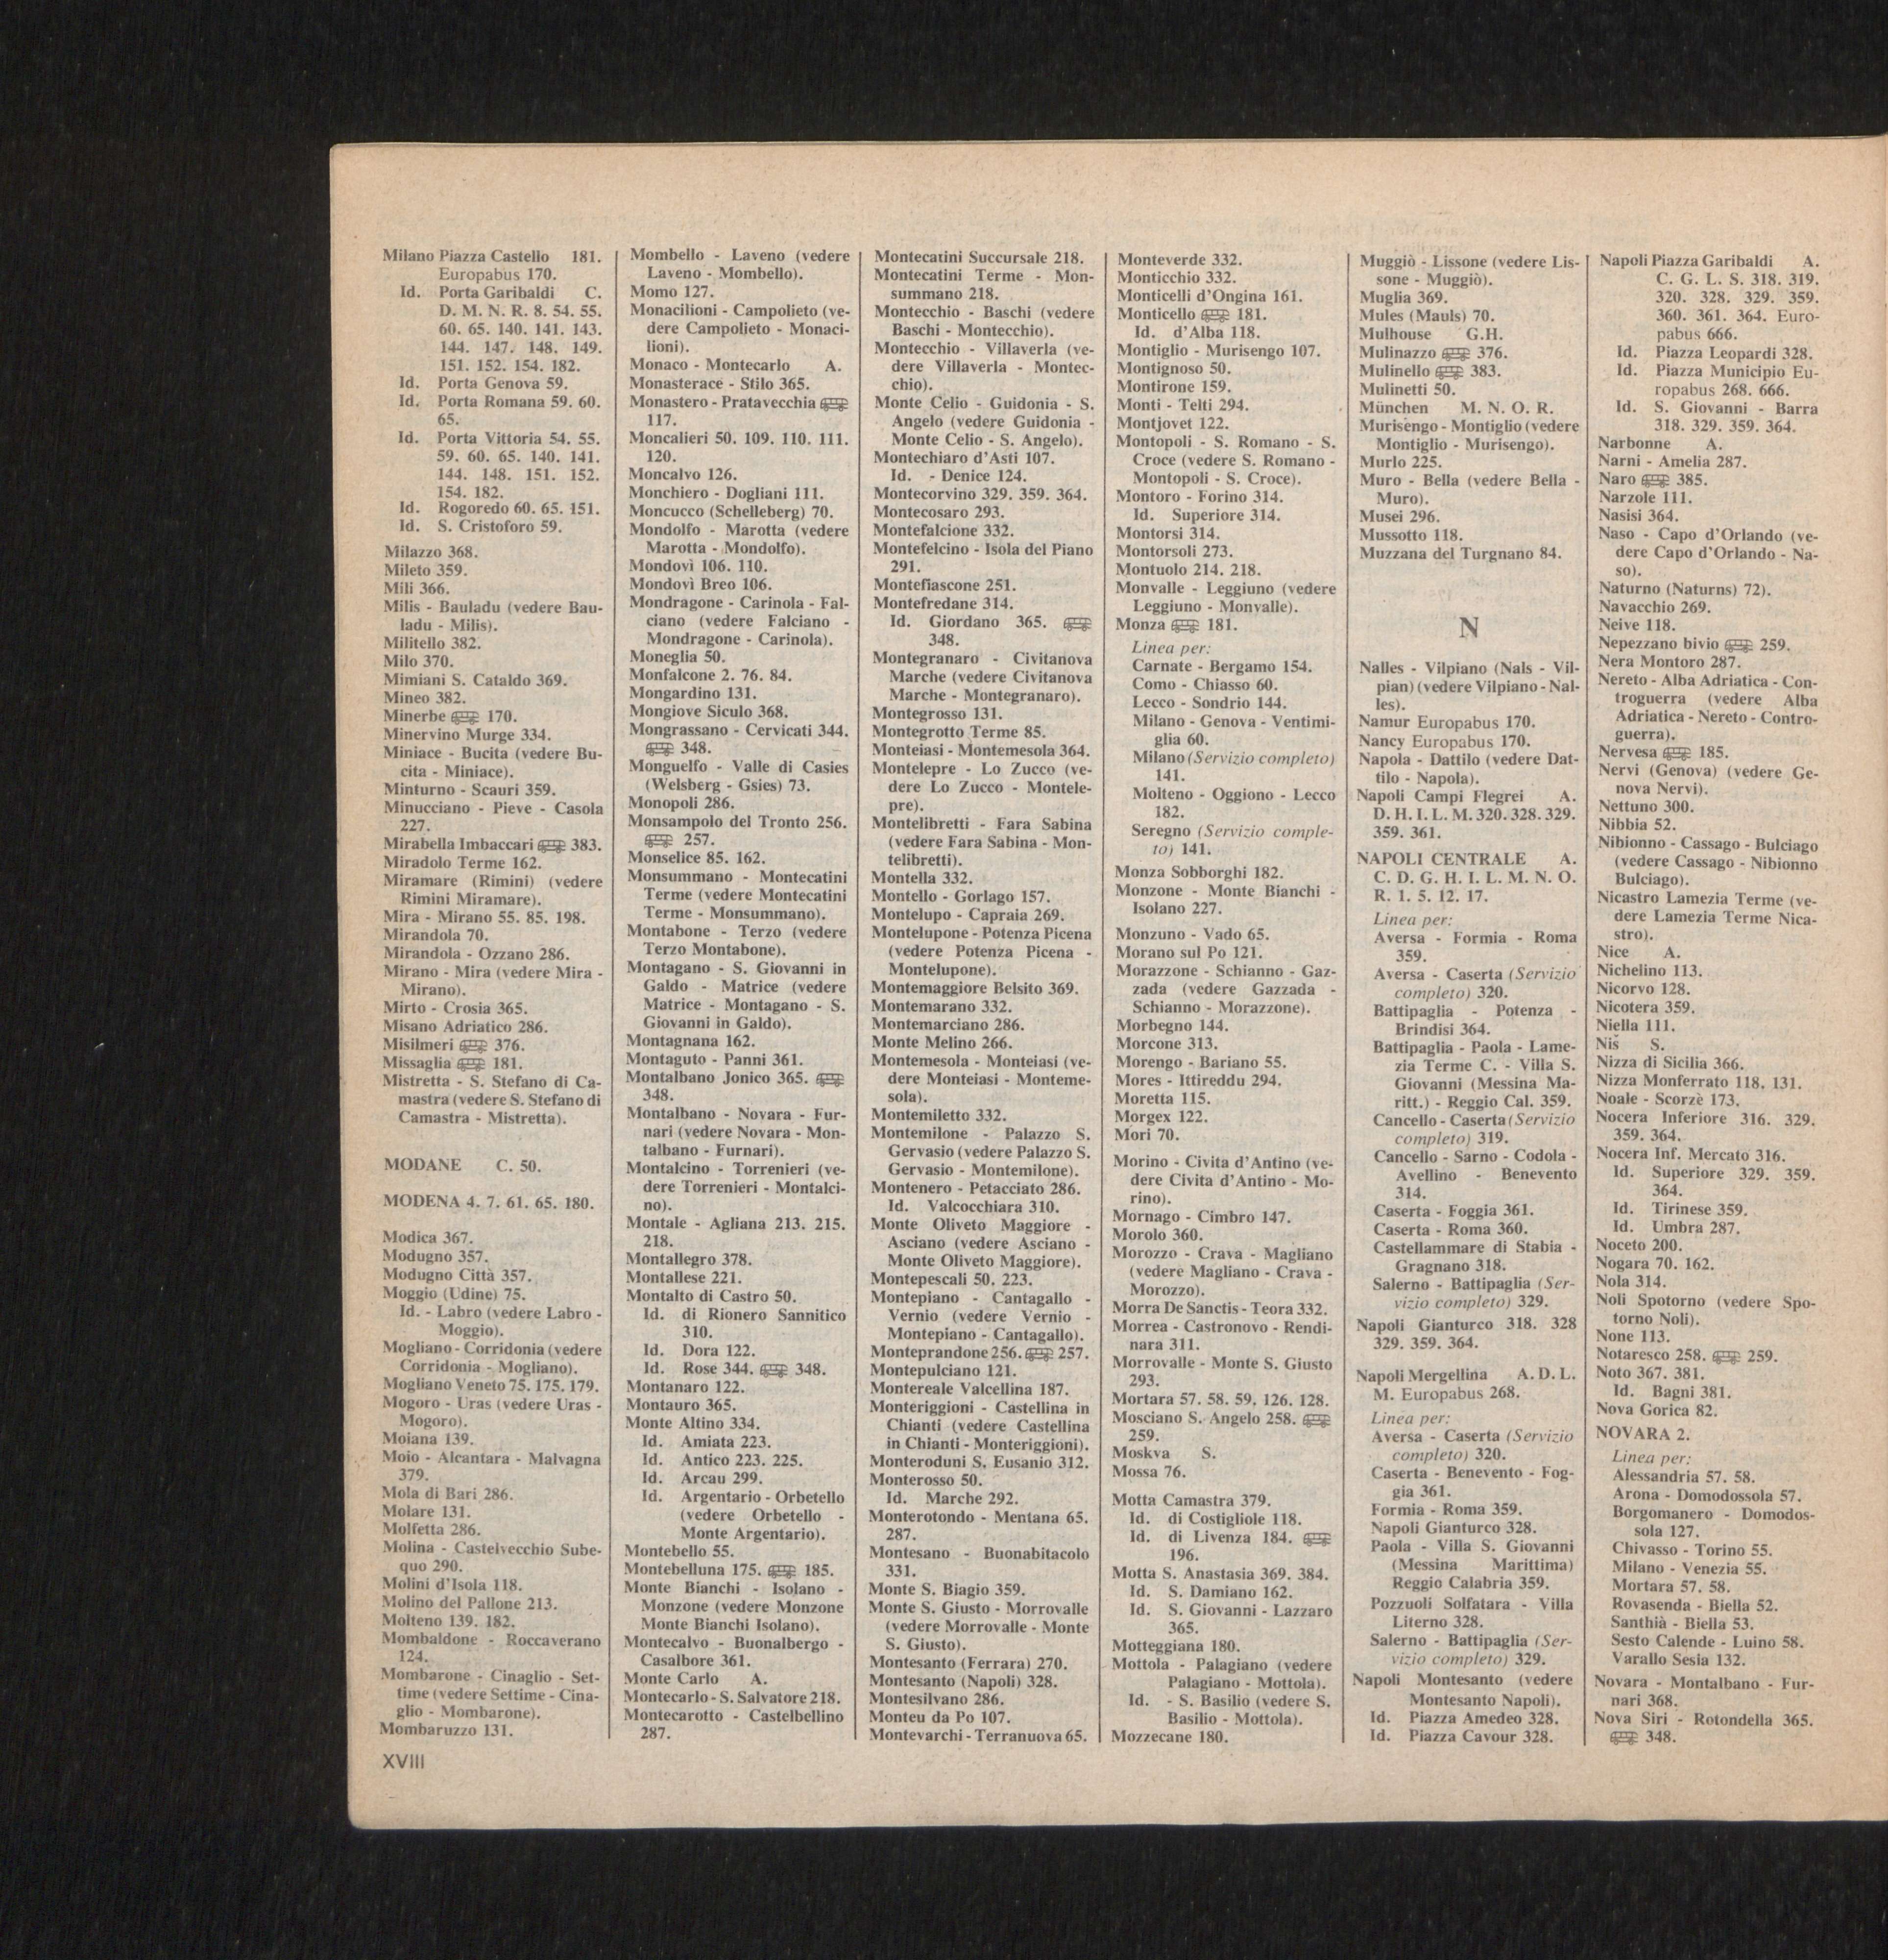 Milano Piazza Castello 181.
Europabus 170.
Id. Porta Garibaldi C.
D. M. N. R. 8. 54. 55.
60. 65. 140. 141. 143.
144. 147. 148. 149.
151. 152. 154. 182.
Id. Porta Genova 59.
Id. Porta Romana 59. 60.
65.
Id. Porta Vittoria 54. 55.
59. 60. 65. 140. 141.
144. 148. 151. 152.
154. 182.
Id. Rogoredo 60. 65. 151.
Id. S. Cristoforo 59.
Milazzo 368.
Mileto 359.
Mili 366.
Milis - Bauladu (vedere Bau-
ladu - Milis).
Militello 382.
Milo 370.
Mimiani S. Cataldo 369.
Mineo 382.
Minerbe 170.
Minervino Murge 334.
Miniace - Bucita (vedere Bu-
cita - Miniace).
Minturno - Scauri 359.
Minucciano - Pieve - Casola
227.
Mirabella Imbaccari 383.
Miradolo Terme 162.
Miramare (Rimini) (vedere
Rimini Miramare).
Mira - Mirano 55. 85. 198.
Mirandola 70.
Mirandola - Ozzano 286.
Mirano - Mira (vedere Mira -
Mirano).
Mirto - Crosia 365.
Misano Adriatico 286.
Misilmeri 376.
Missaglia 181.
Mistretta - S. Stefano di Ca-
mastra (vedere S. Stefano di
Camastra - Mistretta).
MODANE C. 50.
MODENA 4. 7. 61. 65. 180.
Modica 367.
Modugno 357.
Modugno Città 357.
Moggio (Udine) 75.
Id. - Labro (vedere Labro -
Moggio).
Mogliano - Corridonia (vedere
Corridonia - Mogliano).
Mogliano Veneto 75. 175. 179.
Mogoro - Uras (vedere Uras -
Mogoro).
Moiana 139.
Moio - Alcantara - Malvagna
379.
Mola di Bari 286.
Molare 131.
Molfetta 286.
Molina - Castelvecchio Sube-
quo 290.
Molini d'Isola 118.
Molino del Pallone 213.
Molteno 139. 182.
Mombaldone - Roccaverano
124.
Mombarone - Cinaglio - Set-
time (vedere Settime - Cina-
glio - Mombarone).
Mombaruzzo 131.
XVIII
Mombello - Laveno (vedere
Laveno - Mombello).
Momo 127.
Monacilioni - Campolieto (ve-
dere Campolieto - Monaci-
lioni).
Monaco - Montecarlo A.
Monasterace - Stilo 365.
Monastero - Pratavecchia
117.
Moncalieri 50. 109. 110. 111.
120.
Moncalvo 126.
Monchiero - Dogliani 111.
Moncucco (Schelleberg) 70.
Mondolfo - Marotta (vedere
Marotta - Mondolfo).
Mondovì 106. 110.
Mondovì Breo 106.
Mondragone - Carinola - Fal-
ciano (vedere Falciano -
Mondragone - Carinola).
Moneglia 50.
Monfalcone 2. 76. 84.
Mongardino 131.
Mongiove Siculo 368.
Mongrassano - Cervicati 344.
348.
Monguelfo - Valle di Casies
(Welsberg - Gsies) 73.
Monopoli 286.
Monsampolo del Tronto 256.
257.
Monselice 85. 162.
Monsummano - Montecatini
Terme (vedere Montecatini
Terme - Monsummano).
Montabone - Terzo (vedere
Terzo Montabone).
Montagano - S. Giovanni in
Galdo - Matrice (vedere
Matrice - Montagano - S.
Giovanni in Galdo).
Montagnana 162.
Montaguto - Panni 361.
Montalbano Jonico 365.
348.
Montalbano - Novara - Fur-
nari (vedere Novara - Mon-
talbano - Furnari).
Montalcino - Torrenieri (ve-
dere Torrenieri - Montalci-
no).
Montale - Agliana 213. 215.
218.
Montallegro 378.
Montallese 221.
Montalto di Castro 50.
Id. di Rionero Sannitico
310.
Id. Dora 122.
Id. Rose 344. 348.
Montanaro 122.
Montauro 365.
Monte Altino 334.
Id. Amiata 223.
Id. Antico 223. 225.
Id. Arcau 299.
Id. Argentario - Orbetello
(vedere Orbetello -
Monte Argentario).
Montebello 55.
Montebelluna 175. 185.
Monte Bianchi - Isolano -
Monzone (vedere Monzone
Monte Bianchi Isolano).
Montecalvo - Buonalbergo -
Casalbore 361.
Monte Carlo A.
Montecarlo - S. Salvatore 218.
Montecarotto - Castelbellino
287.
Montecatini Succursale 218.
Montecatini Terme - Mon-
summano 218.
Montecchio - Baschi (vedere
Baschi - Montecchio).
Montecchio - Villaverla (ve-
dere Villaverla - Montec-
chio).
Monte Celio - Guidonia - S.
Angelo (vedere Guidonia -
Monte Celio - S. Angelo).
Montechiaro d'Asti 107.
Id. - Denice 124.
Montecorvino 329. 359. 364.
Montecosaro 293.
Montefalcione 332.
Montefelcino - Isola del Piano
291.
Montefiascone 251.
Montefredane 314.
Id. Giordano 365.
348.
Montegranaro - Civitanova
Marche (vedere Civitanova
Marche - Montegranaro).
Montegrosso 131.
Montegrotto Terme 85.
Monteiasi - Montemesola 364.
Montelepre - Lo Zucco (ve-
dere Lo Zucco - Montele-
pre).
Montelibretti - Fara Sabina
(vedere Fara Sabina - Mon-
telibretti).
Montella 332.
Montello - Gorlago 157.
Montelupo - Capraia 269.
Montelupone - Potenza Picena
(vedere Potenza Picena -
Montelupone).
Montemaggiore Belsito 369.
Montemarano 332.
Montemarciano 286.
Monte Melino 266.
Montemesola - Monteiasi (ve-
dere Monteiasi - Monteme-
sola).
Montemiletto 332.
Montemilone - Palazzo S.
Gervasio (vedere Palazzo S.
Gervasio - Montemilone).
Montenero - Petacciato 286.
Id. Valcocchiara 310.
Monte Oliveto Maggiore -
Asciano (vedere Asciano -
Monte Oliveto Maggiore).
Montepescali 50. 223.
Montepiano - Cantagallo -
Vernio (vedere Vernio -
Montepiano - Cantagallo).
Monteprandone 256. 257.
Montepulciano 121.
Montereale Valcellina 187.
Monteriggioni - Castellina in
Chianti (vedere Castellina
in Chianti - Monteriggioni).
Monteroduni S. Eusanio 312.
Monterosso 50.
Id. Marche 292.
Monterotondo - Mentana 65.
287.
Montesano - Buonabitacolo
331.
Monte S. Biagio 359.
Monte S. Giusto - Morrovalle
(vedere Morrovalle - Monte
S. Giusto).
Montesanto (Ferrara) 270.
Montesanto (Napoli) 328.
Montesilvano 286.
Monteu da Po 107.
Montevarchi - Terranuova 65.
Monteverde 332.
Monticchio 332.
Monticelli d'Ongina 161.
Monticello 181.
Id. d'Alba 118.
Montiglio - Murisengo 107.
Montignoso 50.
Montirone 159.
Monti - Telti 294.
Montjovet 122.
Montopoli - S. Romano - S.
Croce (vedere S. Romano -
Montopoli - S. Croce).
Montoro - Forino 314.
Id. Superiore 314.
Montorsi 314.
Montorsoli 273.
Montuolo 214. 218.
Monvalle - Leggiuno (vedere
Leggiuno - Monvalle).
Monza 181.
Linea per:
Carnate - Bergamo 154.
Como - Chiasso 60.
Lecco - Sondrio 144.
Milano - Genova - Ventimi-
glia 60.
Milano (Servizio completo)
141.
Molteno - Oggiono - Lecco
182.
Seregno (Servizio comple-
to) 141.
Monza Sobborghi 182.
Monzone - Monte Bianchi -
Isolano 227.
Monzuno - Vado 65.
Morano sul Po 121.
Morazzone - Schianno - Gaz-
zada (vedere Gazzada -
Schianno - Morazzone).
Morbegno 144.
Morcone 313.
Morengo - Bariano 55.
Mores - Ittireddu 294.
Moretta 115.
Morgex 122.
Mori 70.
Morino - Civita d'Antino (ve-
dere Civita d'Antino - Mo-
rino).
Mornago - Cimbro 147.
Morolo 360.
Morozzo - Crava - Magliano
(vedere Magliano - Crava -
Morozzo).
Morra De Sanctis - Teora 332.
Morrea - Castronovo - Rendi-
nara 311.
Morrovalle - Monte S. Giusto
293.
Mortara 57. 58. 59. 126. 128.
Mosciano S. Angelo 258.
259.
Moskva S.
Mossa 76.
Motta Camastra 379.
Id. di Costigliole 118.
Id. di Livenza 184.
196.
Motta S. Anastasia 369. 384.
Id. S. Damiano 162.
Id. S. Giovanni - Lazzaro
365.
Motteggiana 180.
Mottola - Palagiano (vedere
Palagiano - Mottola).
Id. - S. Basilio (vedere S.
Basilio - Mottola).
Mozzecane 180.
Muggiò - Lissone (vedere Lis-
sone - Muggiò).
Muglia 369.
Mules (Mauls) 70.
Mulhouse G.H.
Mulinazzo 376.
Mulinello 383.
Mulinetti 50.
München M. N. O. R.
Murisengo - Montiglio (vedere
Montiglio - Murisengo).
Murlo 225.
Muro - Bella (vedere Bella -
Muro).
Musei 296.
Mussotto 118.
Muzzana del Turgnano 84.
N
Nalles - Vilpiano (Nals - Vil-
pian) (vedere Vilpiano - Nal-
les).
Namur Europabus 170.
Nancy Europabus 170.
Napola - Dattilo (vedere Dat-
tilo - Napola).
Napoli Campi Flegrei A.
D. H. I. L. M. 320. 328. 329.
359. 361.
NAPOLI CENTRALE A.
C. D. G. H. I. L. M. N. O.
R. 1. 5. 12. 17.
Linea per:
Aversa - Formia - Roma
359.
Aversa - Caserta (Servizio
completo) 320.
Battipaglia - Potenza -
Brindisi 364.
Battipaglia - Paola - Lame-
zia Terme C. - Villa S.
Giovanni (Messina Ma-
ritt.) - Reggio Cal. 359.
Cancello - Caserta (Servizio
completo) 319.
Cancello - Sarno - Codola -
Avellino - Benevento
314.
Caserta - Foggia 361.
Caserta - Roma 360.
Castellammare di Stabia -
Gragnano 318.
Salerno - Battipaglia (Ser-
vizio completo) 329.
Napoli Gianturco 318. 328
329. 359. 364.
Napoli Mergellina A. D. L.
M. Europabus 268.
Linea per:
Aversa - Caserta (Servizio
completo) 320.
Caserta - Benevento - Fog-
gia 361.
Formia - Roma 359.
Napoli Gianturco 328.
Paola - Villa S. Giovanni
(Messina Marittima)
Reggio Calabria 359.
Pozzuoli Solfatara - Villa
Literno 328.
Salerno - Battipaglia (Ser-
vizio completo) 329.
Napoli Montesanto (vedere
Montesanto Napoli).
Id. Piazza Amedeo 328.
Id. Piazza Cavour 328.
Napoli Piazza Garibaldi A.
C. G. L. S. 318. 319.
320. 328. 329. 359.
360. 361. 364. Euro-
pabus 666.
Id. Piazza Leopardi 328.
Id. Piazza Municipio Eu-
ropabus 268. 666.
Id. S. Giovanni - Barra
318. 329. 359. 364.
Narbonne A.
Narni - Amelia 287.
Naro 385.
Narzole 111.
Nasisi 364.
Naso - Capo d'Orlando (ve-
dere Capo d'Orlando - Na-
so).
Naturno (Naturns) 72).
Navacchio 269.
Neive 118.
Nepezzano bivio 259.
Nera Montoro 287.
Nereto - Alba Adriatica - Con-
troguerra (vedere Alba
Adriatica - Nereto - Contro-
guerra).
Nervesa 185.
Nervi (Genova) (vedere Ge-
nova Nervi).
Nettuno 300.
Nibbia 52.
Nibionno - Cassago - Bulciago
(vedere Cassago - Nibionno
Bulciago).
Nicastro Lamezia Terme (ve-
dere Lamezia Terme Nica-
stro).
Nice A.
Nichelino 113.
Nicorvo 128.
Nicotera 359.
Niella 111.
Niš S.
Nizza di Sicilia 366.
Nizza Monferrato 118. 131.
Noale - Scorzè 173.
Nocera Inferiore 316. 329.
359. 364.
Nocera Inf. Mercato 316.
Id. Superiore 329. 359.
364.
Id. Tirinese 359.
Id. Umbra 287.
Noceto 200.
Nogara 70. 162.
Nola 314.
Noli Spotorno (vedere Spo-
torno Noli).
None 113.
Notaresco 258. 259.
Noto 367. 381.
Id. Bagni 381.
Nova Gorica 82.
NOVARA 2.
Linea per:
Alessandria 57. 58.
Arona - Domodossola 57.
Borgomanero - Domodos-
sola 127.
Chivasso - Torino 55.
Milano - Venezia 55.
Mortara 57. 58.
Rovasenda - Biella 52.
Santhià - Biella 53.
Sesto Calende - Luino 58.
Varallo Sesia 132.
Novara - Montalbano - Fur-
nari 368.
Nova Siri - Rotondella 365.
348.